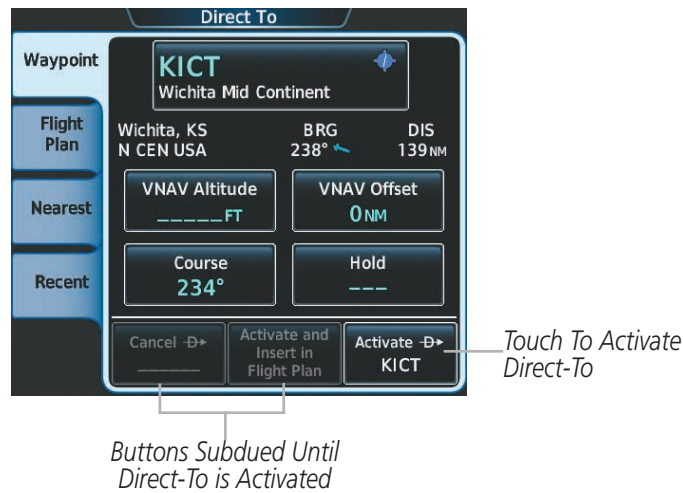 Direct To
Waypoint
KICT
Wichita Mid Continent
Flight
Plan
Wichita, KS
N CEN USA
BRG
238°
DIS
139NM
Nearest
VNAV Altitude
_____FT
VNAV Offset
0NM
Recent
Course
234°
Hold
___
Cancel
______
Activate and
Insert in
Flight Plan
Activate
KICT
Touch To Activate
Direct-To
Buttons Subdued Until
Direct-To is Activated